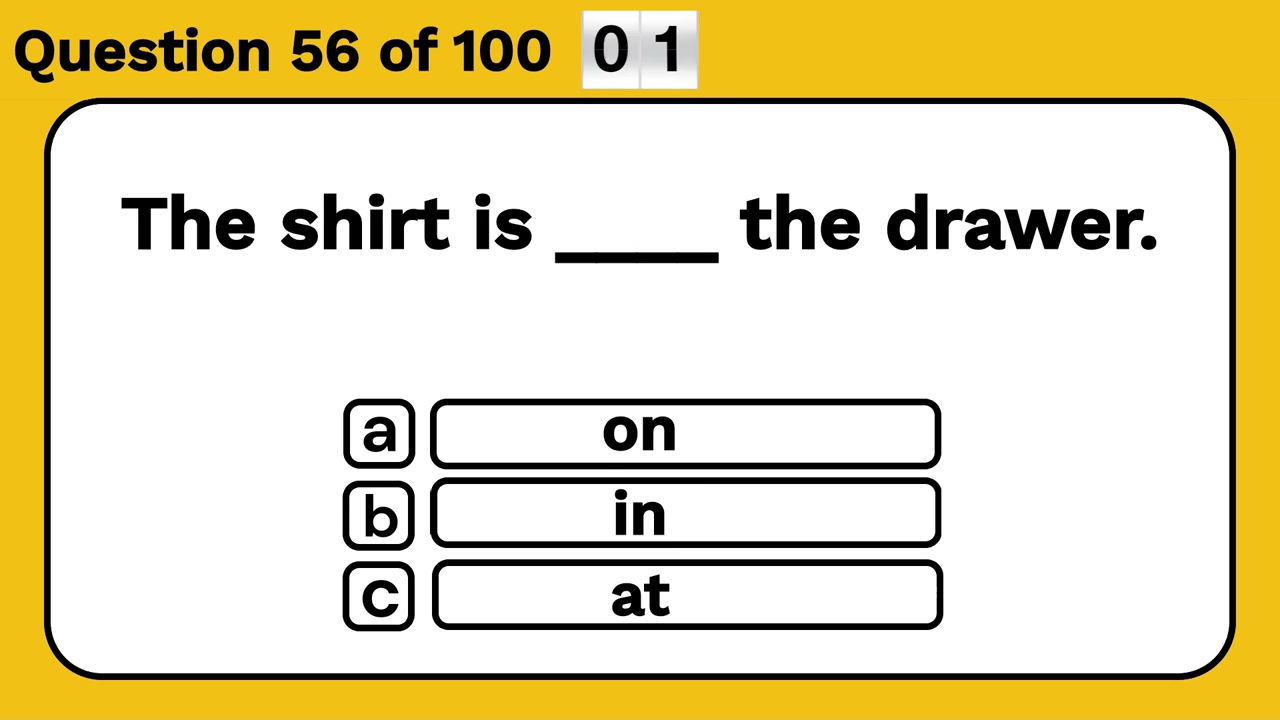 Question 56 of 100 01
The shirt is ____ the drawer.
a on
b in
c at